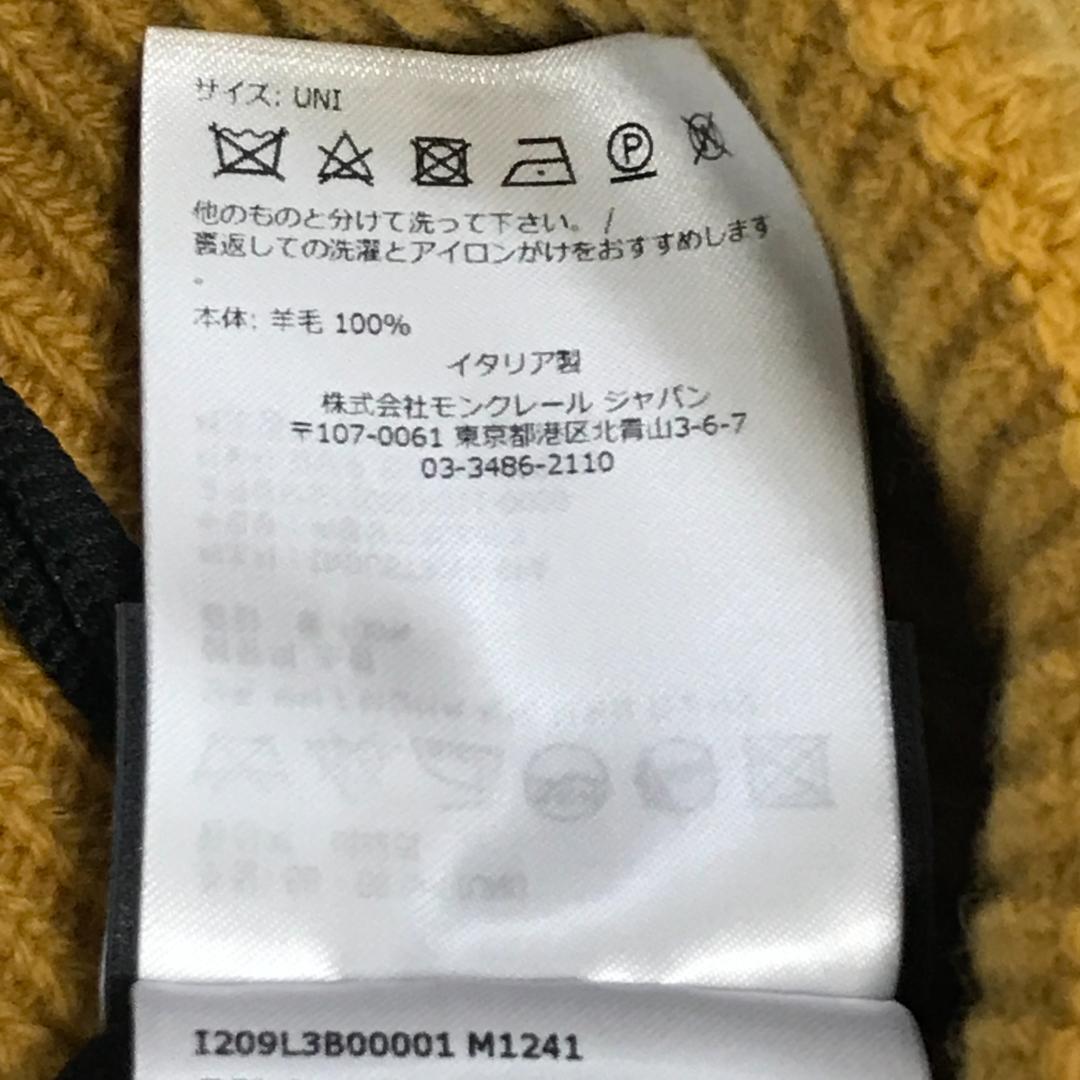 サイズ: UNI
P
他のものと分けて洗って下さい。 /
裏返しての洗濯とアイロンがけをおすすめします
。
本体: 羊毛 100%
イタリア製
株式会社モンクレール ジャパン
〒107-0061 東京都港区北青山3-6-7
03-3486-2110
I209L3B00001 M1241